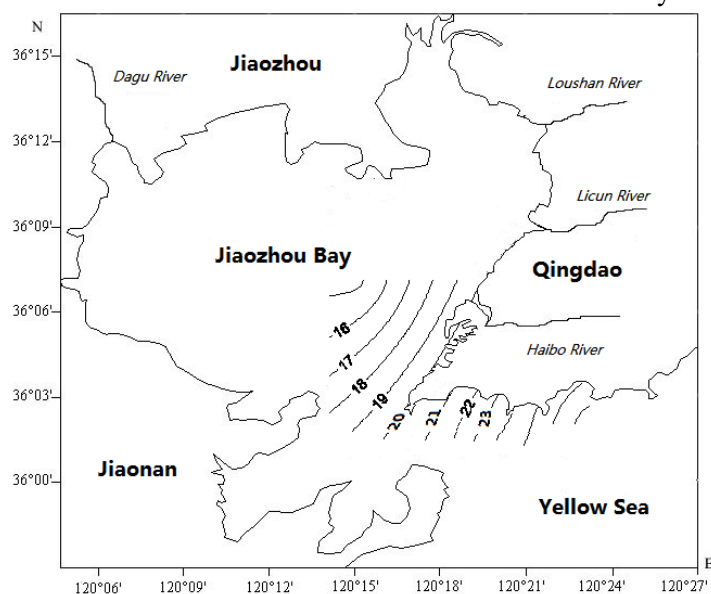 N
36°15'
36°12'
36°09'
36°06'
36°03'
36°00'
Jiaozhou
Dagu River
Loushan River
Licun River
Jiaozhou Bay
Qingdao
Haibo River
16
17
18
19
20
21
22
23
Jiaonan
Yellow Sea
120°06' 120°09' 120°12' 120°15' 120°18' 120°21' 120°24' 120°27'